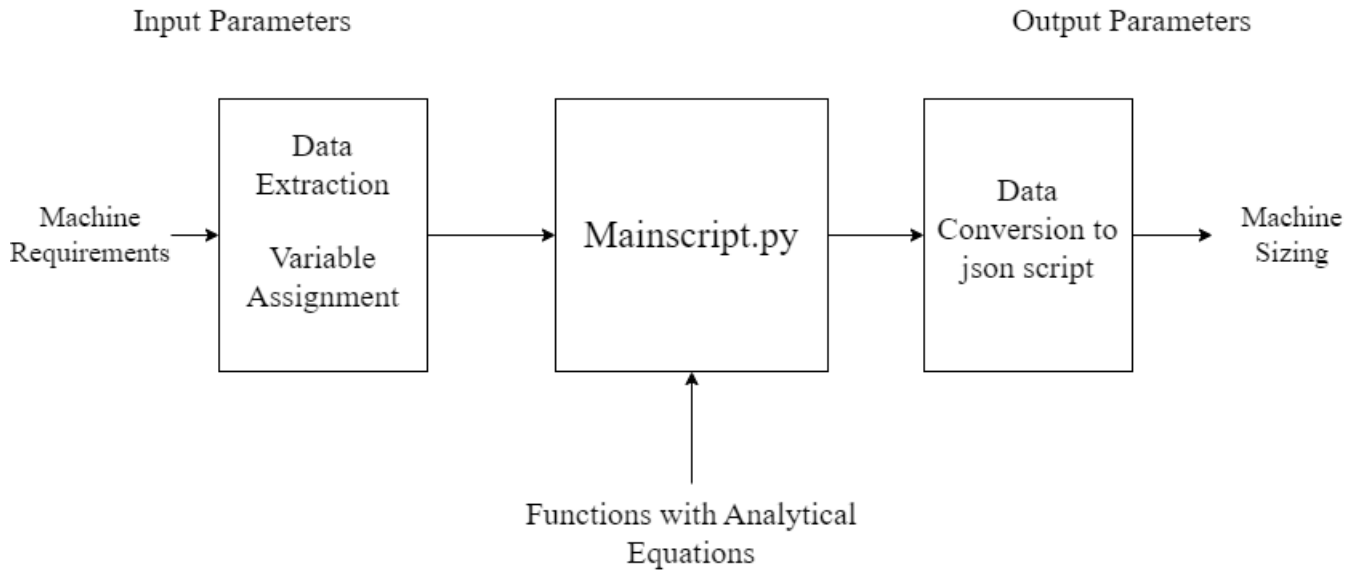 Input Parameters
Output Parameters
Machine
Requirements
Data
Extraction
Variable
Assignment
Mainscript.py
Data
Conversion to
json script
Machine
Sizing
Functions with Analytical
Equations